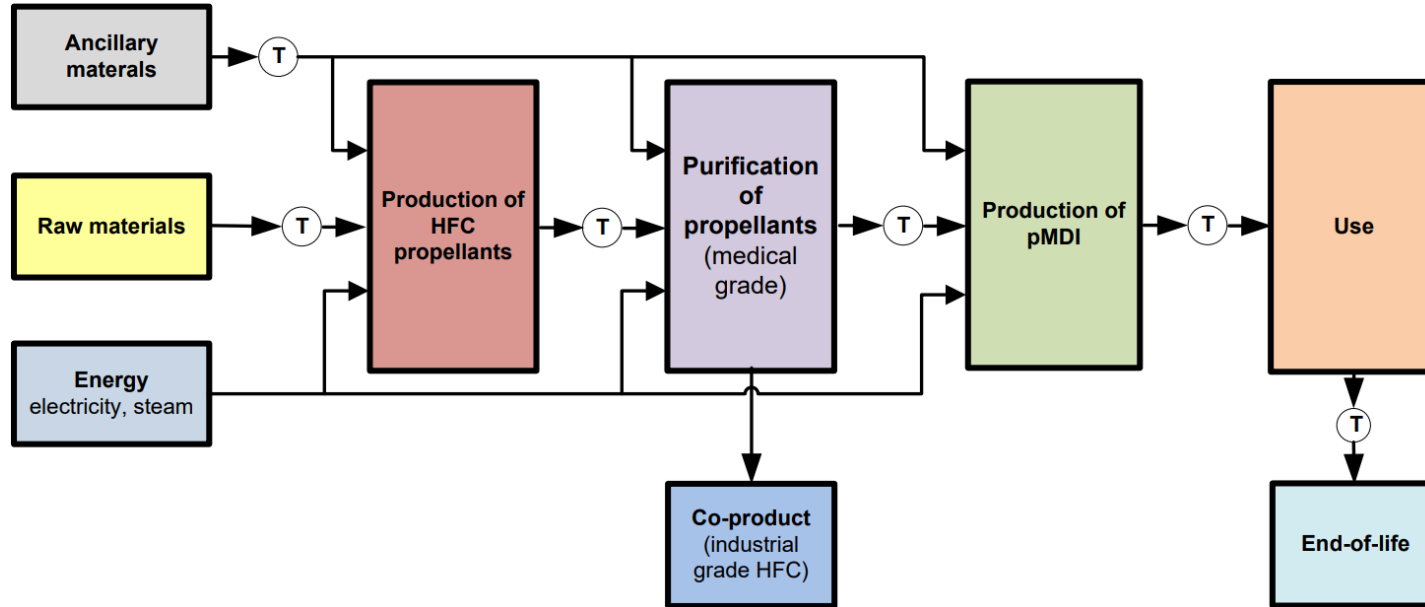 Ancillary
materals
T
Raw materials
T
Energy
electricity, steam
Production of
HFC
propellants
T
Purification
of
propellants
(medical
grade)
T
Production of
pMDI
T
Use
T
Co-product
(industrial
grade HFC)
End-of-life